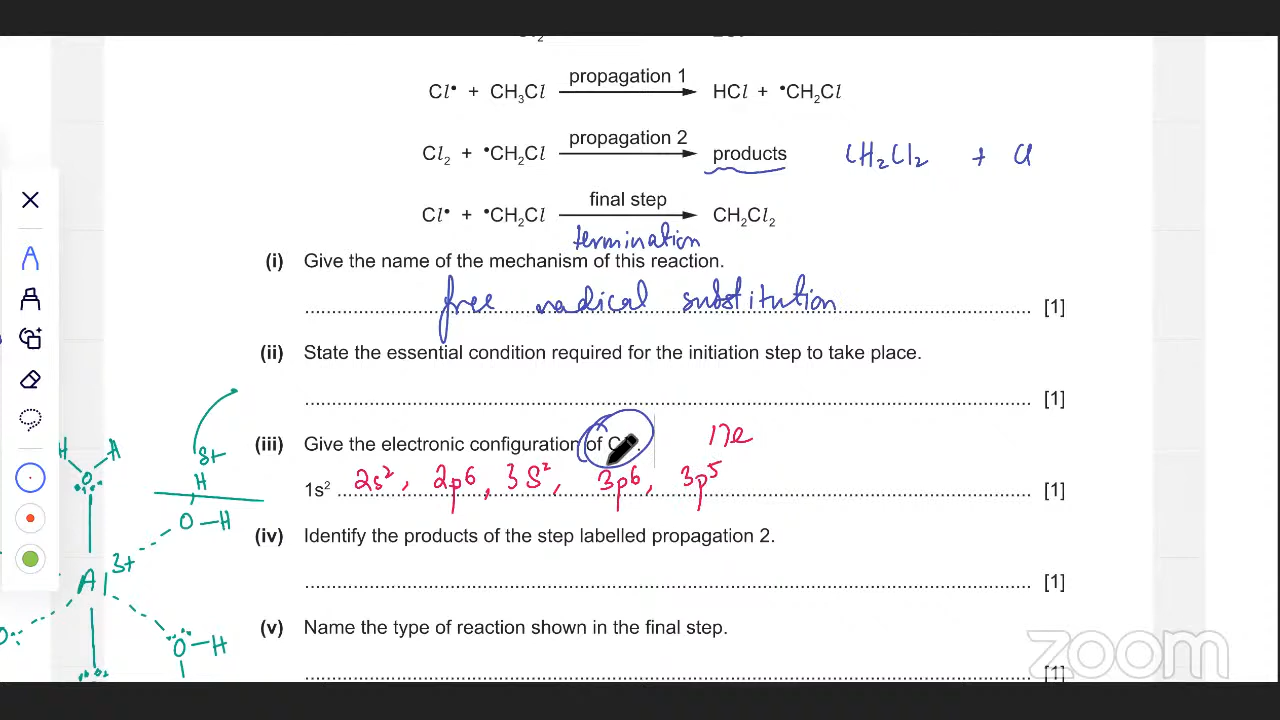 Cl• + CH₃Cl propagation 1 HCl + •CH₂Cl
Cl₂ + •CH₂Cl propagation 2 products CH₂Cl₂ + Cl
Cl• + •CH₂Cl final step CH₂Cl₂
termination
(i) Give the name of the mechanism of this reaction.
free radical substitution [1]
(ii) State the essential condition required for the initiation step to take place.
[1]
(iii) Give the electronic configuration of 17e
1s² 2s², 2p6, 3S², 3p6, 3p5 [1]
(iv) Identify the products of the step labelled propagation 2.
[1]
(v) Name the type of reaction shown in the final step.
[1]
H H
O
δ+
H
O—H
Al 3+
O:
O—H
zoom